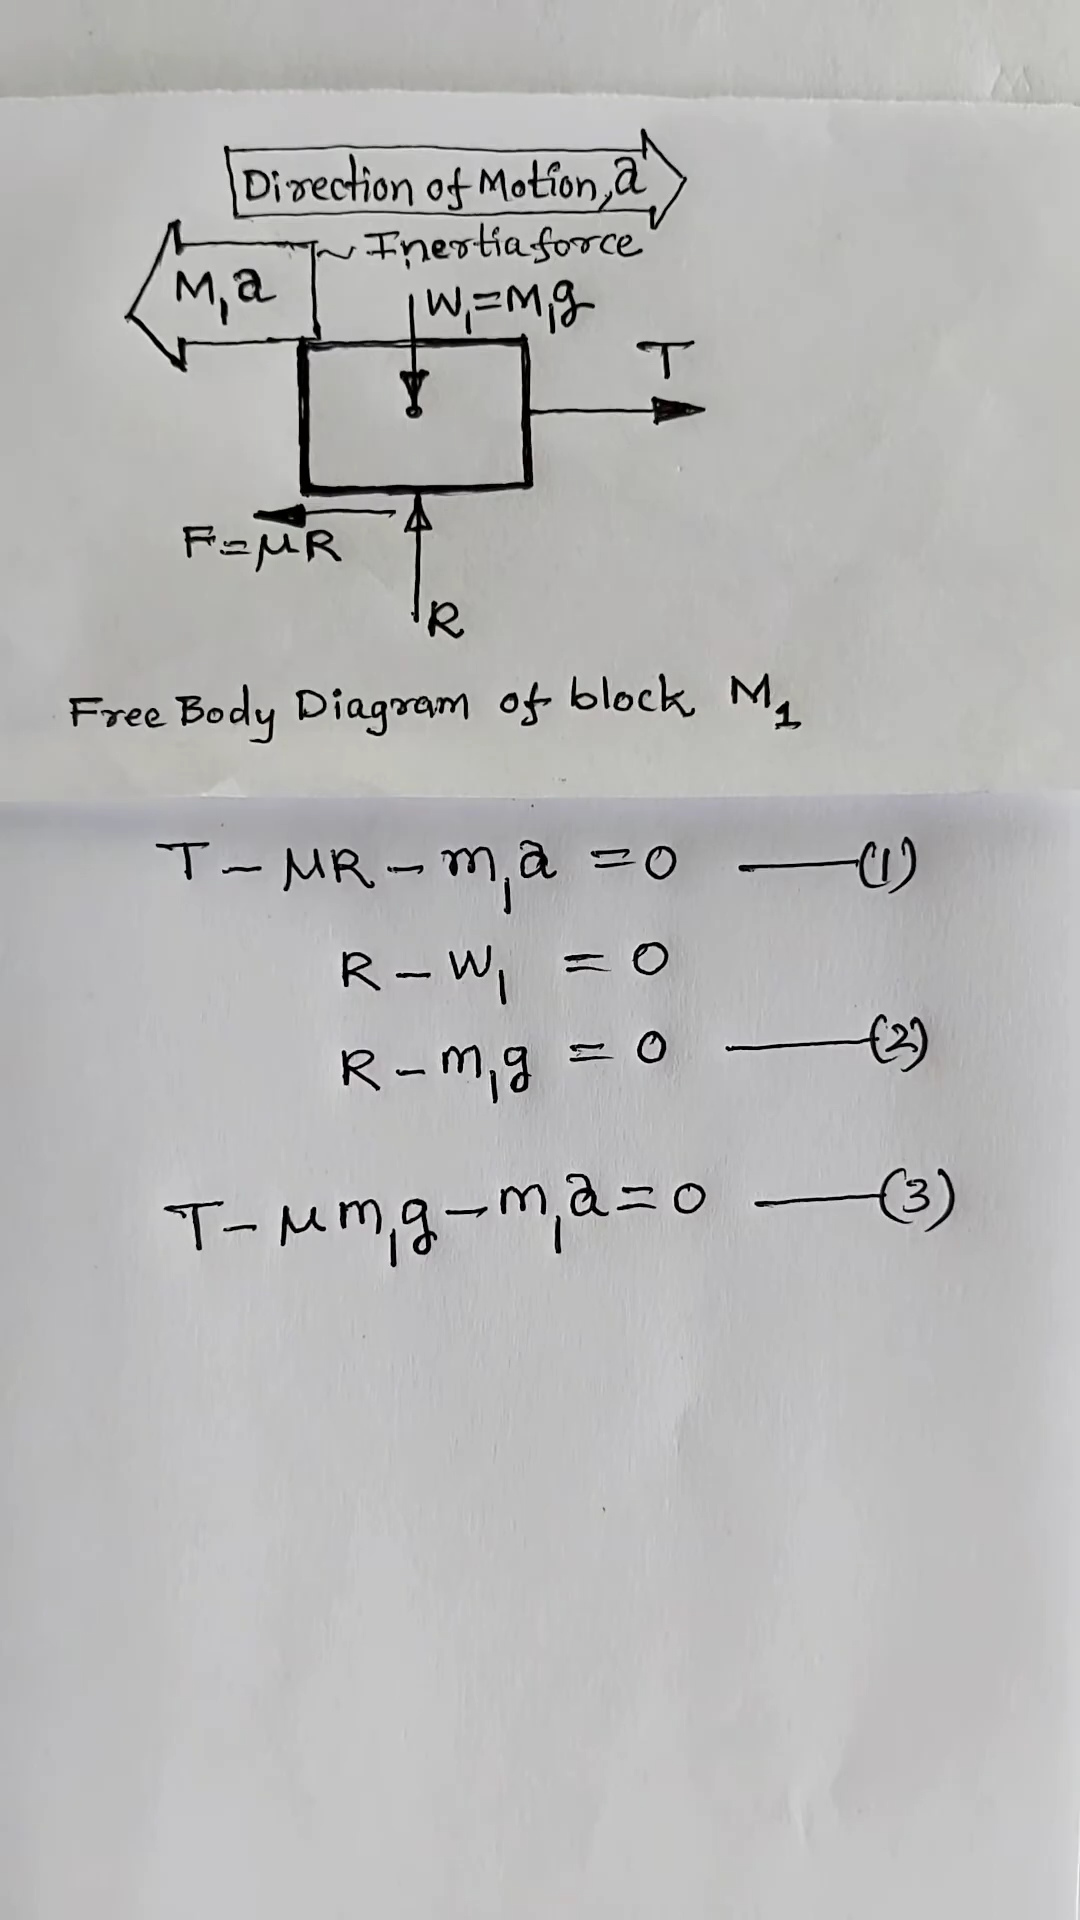 Direction of Motion, a
Inertia force
M₁a
W₁=M₁g
T
F=μR
R
Free Body Diagram of block M₁
T-μR-m₁a =0 —(1)
R-W₁ =0
R-m₁g =0 —(2)
T-μm₁g-m₁a=0 —(3)